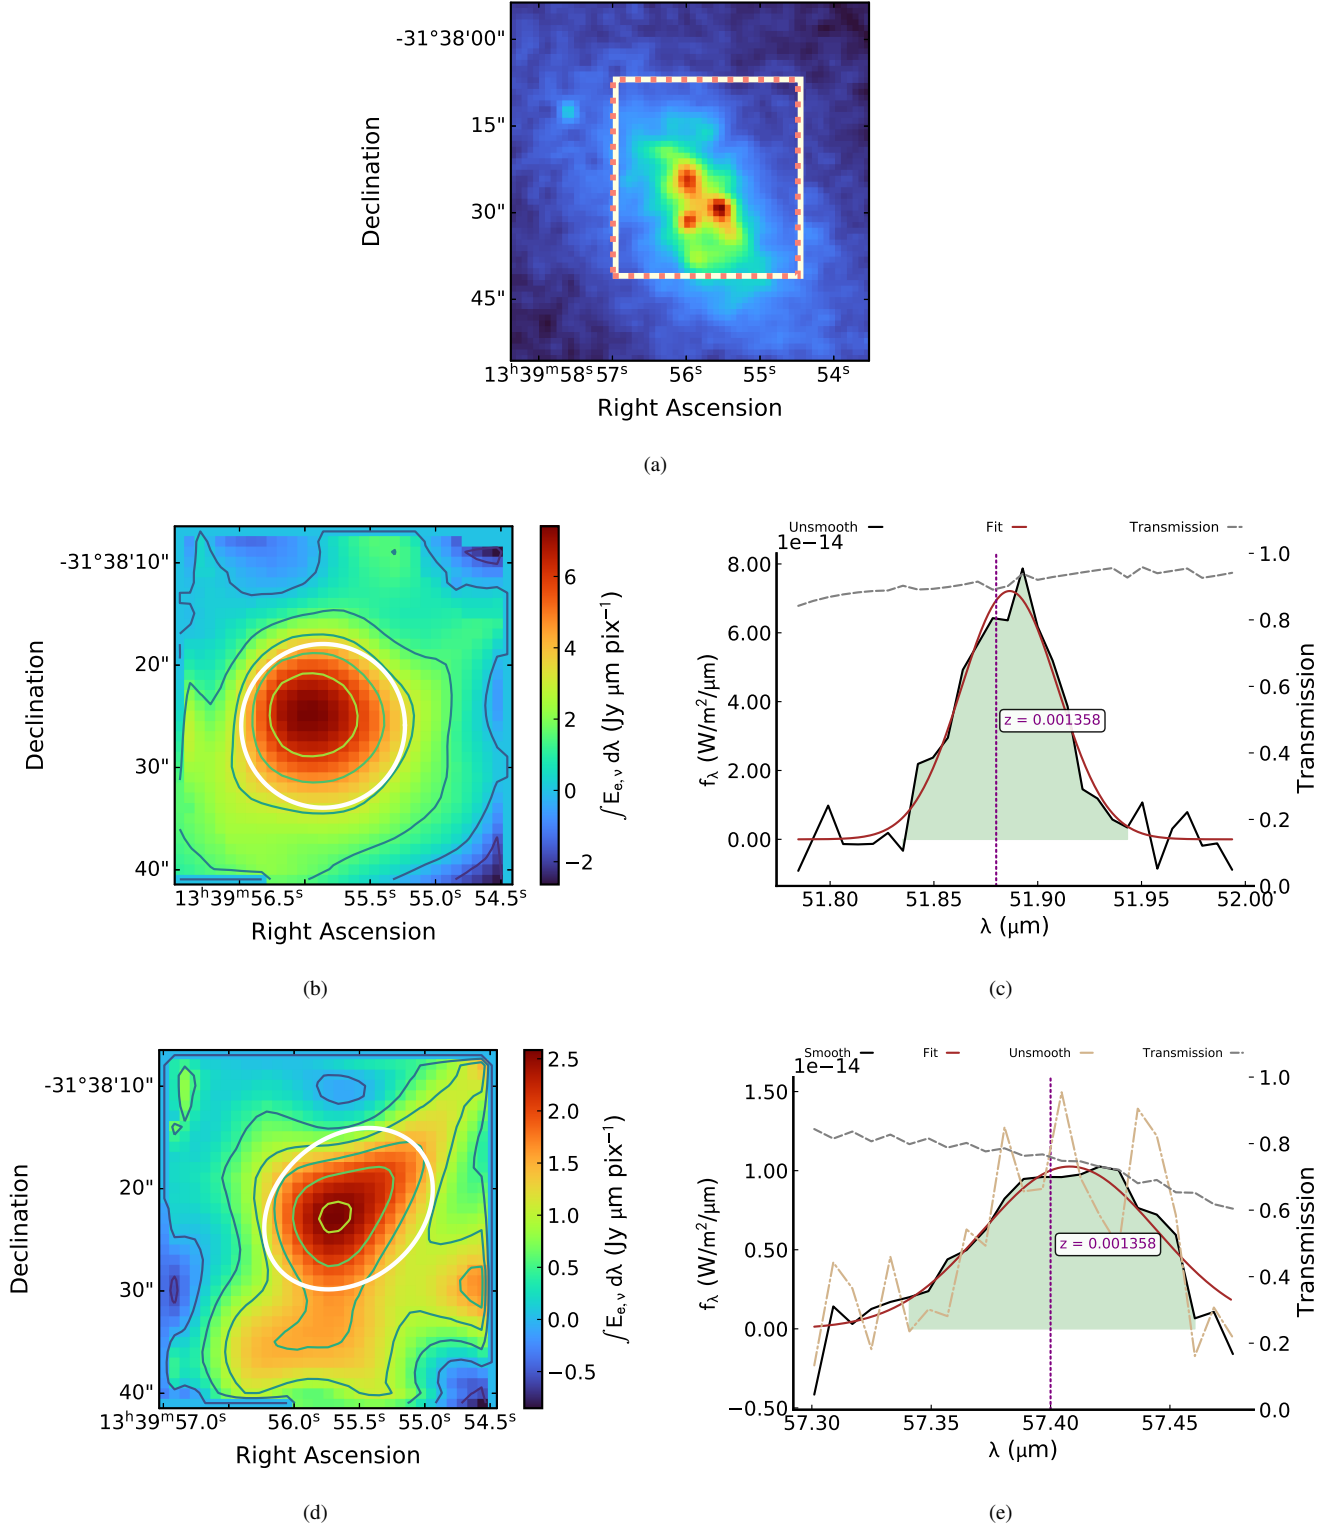 -31°38'00"
15"
30"
45"
Declination
13ʰ39ᵐ58ˢ 57ˢ 56ˢ 55ˢ 54ˢ
Right Ascension
(a)
-31°38'10"
20"
30"
40"
Declination
13ʰ39ᵐ56.5ˢ 55.5ˢ 55.0ˢ 54.5ˢ
Right Ascension
6
4
2
0
−2
∫E_{e,ν} dλ (Jy μm pix⁻¹)
(b)
Unsmooth Fit Transmission
1e−14
8.00
6.00
4.00
2.00
0.00
f_λ (W/m²/μm)
z = 0.001358
1.0
0.8
0.6
0.4
0.2
0.0
Transmission
51.80 51.85 51.90 51.95 52.00
λ (μm)
(c)
-31°38'10"
20"
30"
40"
Declination
13ʰ39ᵐ57.0ˢ 56.0ˢ 55.5ˢ 55.0ˢ 54.5ˢ
Right Ascension
2.5
2.0
1.5
1.0
0.5
0.0
−0.5
∫E_{e,ν} dλ (Jy μm pix⁻¹)
(d)
Smooth Fit Unsmooth Transmission
1e−14
1.50
1.00
0.50
0.00
−0.50
f_λ (W/m²/μm)
z = 0.001358
1.0
0.8
0.6
0.4
0.2
0.0
Transmission
57.30 57.35 57.40 57.45
λ (μm)
(e)